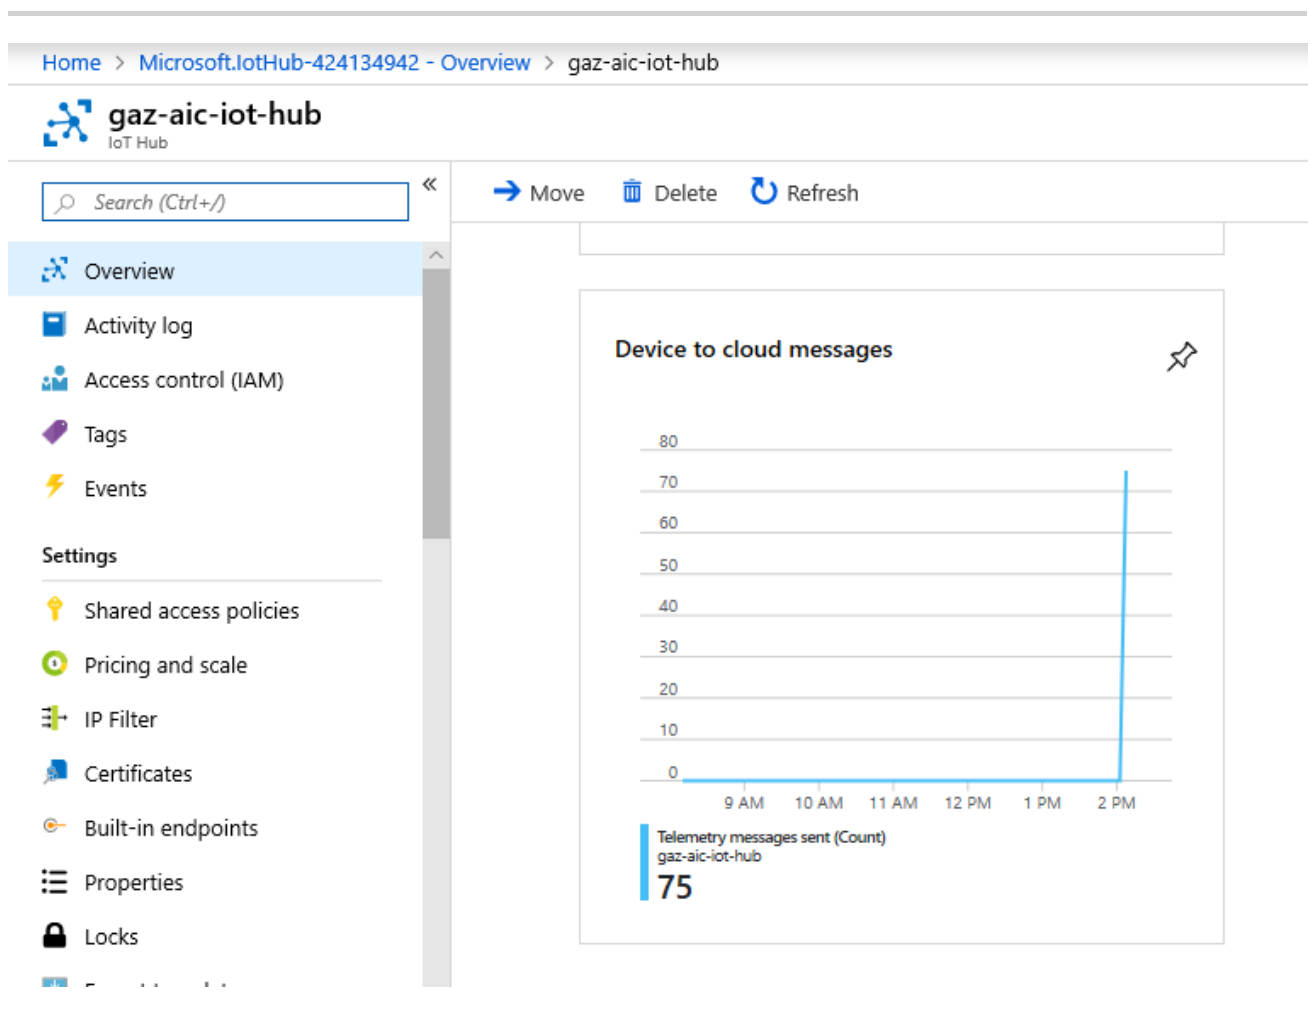 Home > Microsoft.IotHub-424134942 - Overview > gaz-aic-iot-hub
gaz-aic-iot-hub
IoT Hub
Search (Ctrl+/)
«
Overview
Activity log
Access control (IAM)
Tags
Events
Settings
Shared access policies
Pricing and scale
IP Filter
Certificates
Built-in endpoints
Properties
Locks
Move Delete Refresh
Device to cloud messages
80
70
60
50
40
30
20
10
0
9 AM 10 AM 11 AM 12 PM 1 PM 2 PM
Telemetry messages sent (Count)
gaz-aic-iot-hub
75